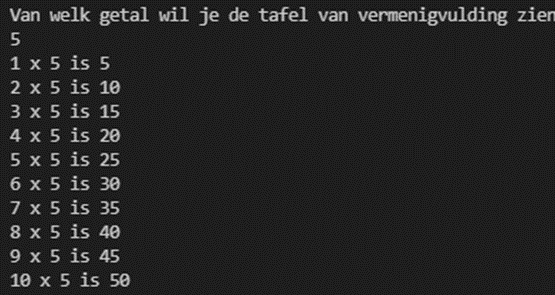 Van welk getal wil je de tafel van vermenigvulding zien
5
1 x 5 is 5
2 x 5 is 10
3 x 5 is 15
4 x 5 is 20
5 x 5 is 25
6 x 5 is 30
7 x 5 is 35
8 x 5 is 40
9 x 5 is 45
10 x 5 is 50